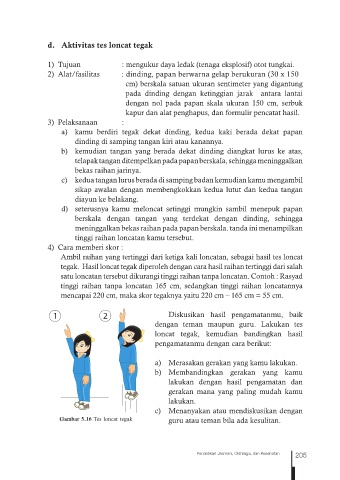 d. Aktivitas tes loncat tegak
1) Tujuan : mengukur daya ledak (tenaga eksplosif) otot tungkai.
2) Alat/fasilitas : dinding, papan berwarna gelap berukuran (30 x 150
cm) berskala satuan ukuran sentimeter yang digantung
pada dinding dengan ketinggian jarak antara lantai
dengan nol pada papan skala ukuran 150 cm, serbuk
kapur dan alat penghapus, dan formulir pencatat hasil.
3) Pelaksanaan :
a) kamu berdiri tegak dekat dinding, kedua kaki berada dekat papan
dinding di samping tangan kiri atau kanannya.
b) kemudian tangan yang berada dekat dinding diangkat lurus ke atas,
telapak tangan ditempelkan pada papan berskala, sehingga meninggalkan
bekas raihan jarinya.
c) kedua tangan lurus berada di samping badan kemudian kamu mengambil
sikap awalan dengan membengkokkan kedua lutut dan kedua tangan
diayun ke belakang.
d) seterusnya kamu meloncat setinggi mungkin sambil menepuk papan
berskala dengan tangan yang terdekat dengan dinding, sehingga
meninggalkan bekas raihan pada papan berskala. tanda ini menampilkan
tinggi raihan loncatan kamu tersebut.
4) Cara memberi skor :
Ambil raihan yang tertinggi dari ketiga kali loncatan, sebagai hasil tes loncat
tegak. Hasil loncat tegak diperoleh dengan cara hasil raihan tertinggi dari salah
satu loncatan tersebut dikurangi tinggi raihan tanpa loncatan. Contoh : Rasyad
tinggi raihan tanpa loncatan 165 cm, sedangkan tinggi raihan loncatannya
mencapai 220 cm, maka skor tegaknya yaitu 220 cm – 165 cm = 55 cm.
1 2
Gambar 5.16 Tes loncat tegak
Diskusikan hasil pengamatanmu, baik
dengan teman maupun guru. Lakukan tes
loncat tegak, kemudian bandingkan hasil
pengamatanmu dengan cara berikut:
a) Merasakan gerakan yang kamu lakukan.
b) Membandingkan gerakan yang kamu
lakukan dengan hasil pengamatan dan
gerakan mana yang paling mudah kamu
lakukan.
c) Menanyakan atau mendiskusikan dengan
guru atau teman bila ada kesulitan.
Pendidikan Jasmani, Olahraga, dan Kesehatan 205